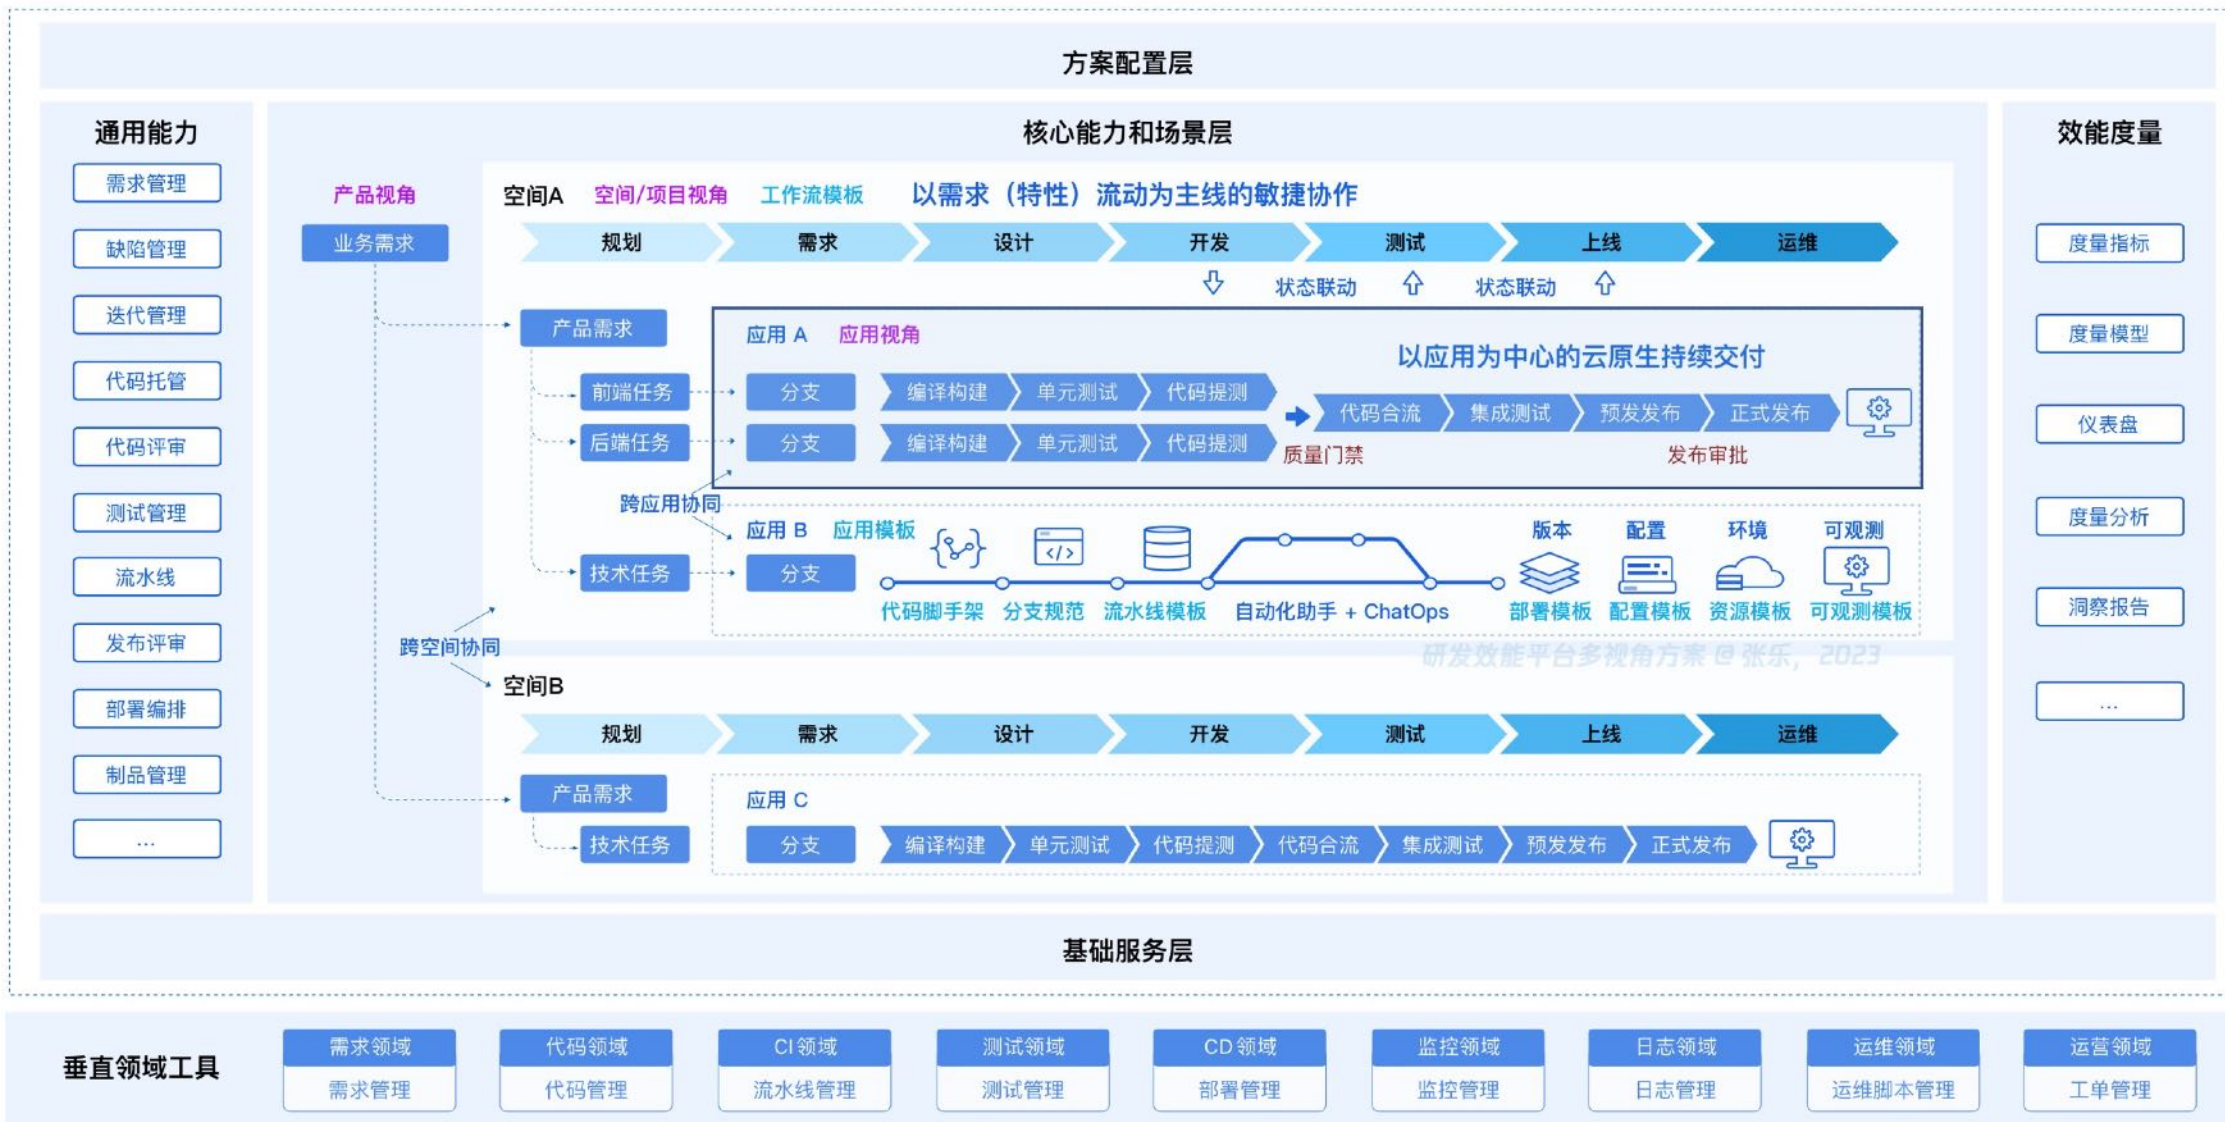 方案配置层
通用能力
需求管理
缺陷管理
迭代管理
代码托管
代码评审
测试管理
流水线
发布评审
部署编排
制品管理
...
核心能力和场景层
产品视角
业务需求
空间A 空间/项目视角 工作流模板 以需求（特性）流动为主线的敏捷协作
规划 需求 设计 开发 测试 上线 运维
状态联动 状态联动
产品需求
前端任务
后端任务
技术任务
跨应用协同
跨空间协同
应用 A 应用视角
以应用为中心的云原生持续交付
分支 编译构建 单元测试 代码提测
分支 编译构建 单元测试 代码提测
代码合流 集成测试 预发发布 正式发布
质量门禁 发布审批
应用 B 应用模板
版本 配置 环境 可观测
分支
代码脚手架 分支规范 流水线模板 自动化助手 + ChatOps 部署模板 配置模板 资源模板 可观测模板
研发效能平台多视角方案 @ 张乐，2023
空间B
规划 需求 设计 开发 测试 上线 运维
产品需求
技术任务
应用 C
分支 编译构建 单元测试 代码提测 代码合流 集成测试 预发发布 正式发布
效能度量
度量指标
度量模型
仪表盘
度量分析
洞察报告
...
基础服务层
垂直领域工具
需求领域 代码领域 CI 领域 测试领域 CD 领域 监控领域 日志领域 运维领域 运营领域
需求管理 代码管理 流水线管理 测试管理 部署管理 监控管理 日志管理 运维脚本管理 工单管理